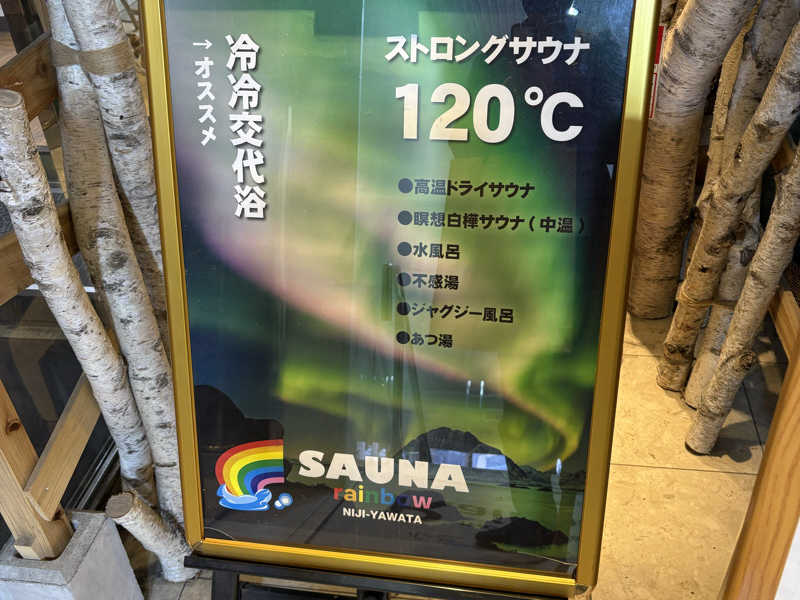 冷冷交代浴
→オススメ
ストロングサウナ
120℃
●高温ドライサウナ
●瞑想白樺サウナ(中温)
●水風呂
●不感湯
●ジャグジー風呂
●あつ湯
SAUNA
rainbow
NIJI-YAWATA